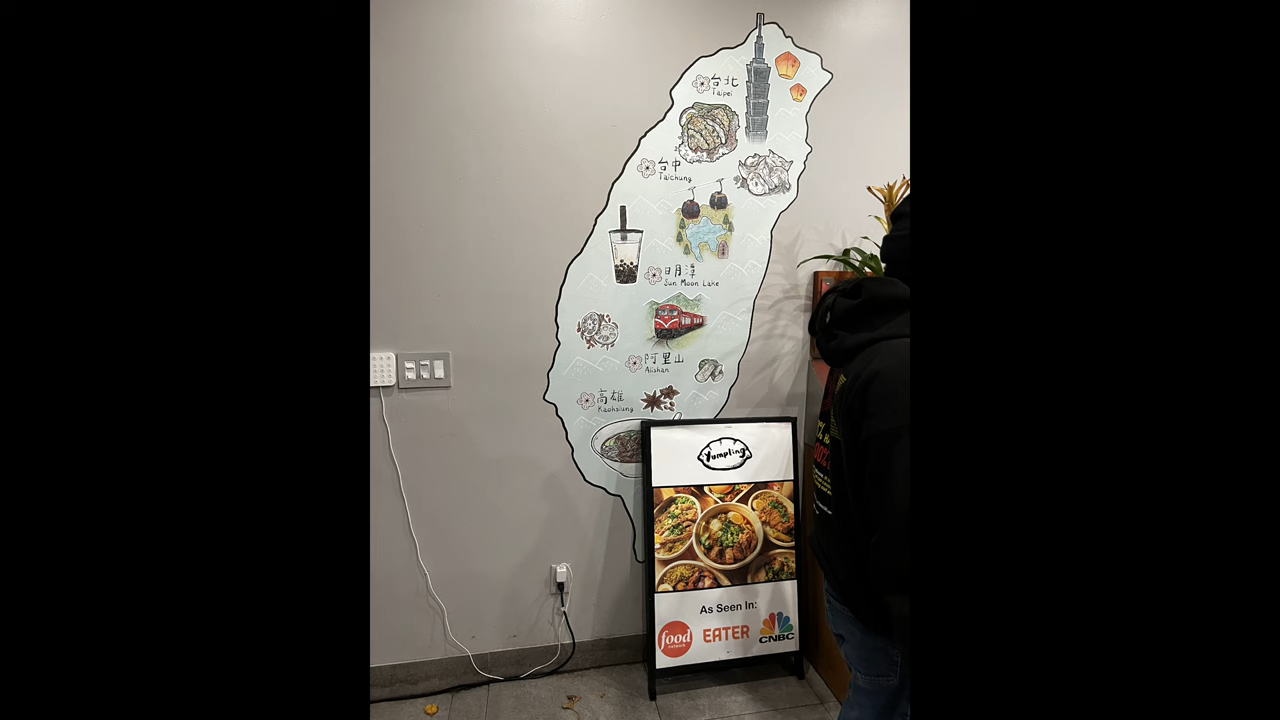 台北
Taipei
台中
Taichung
日月潭
Sun Moon Lake
阿里山
Alishan
高雄
Kaohsiung
Yumpling
As Seen In:
food
network
EATER
CNBC